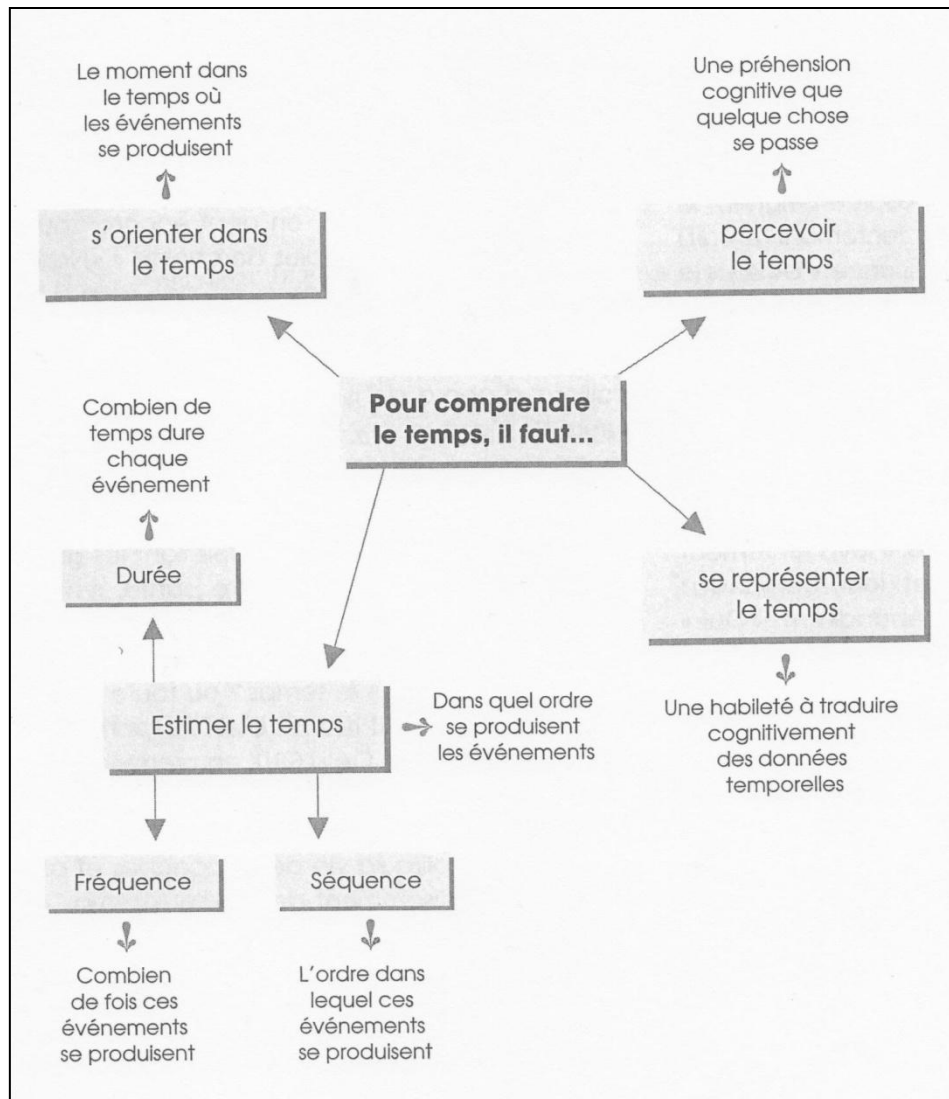 Le moment dans
le temps où
les événements
se produisent
Une préhension
cognitive que
quelque chose
se passe
s'orienter dans
le temps
percevoir
le temps
Pour comprendre
le temps, il faut...
Combien de
temps dure
chaque
événement
Durée
se représenter
le temps
Estimer le temps
Dans quel ordre
se produisent
les événements
Une habileté à traduire
cognitivement
des données
temporelles
Fréquence
Séquence
Combien
de fois ces
événements
se produisent
L'ordre dans
lequel ces
événements
se produisent